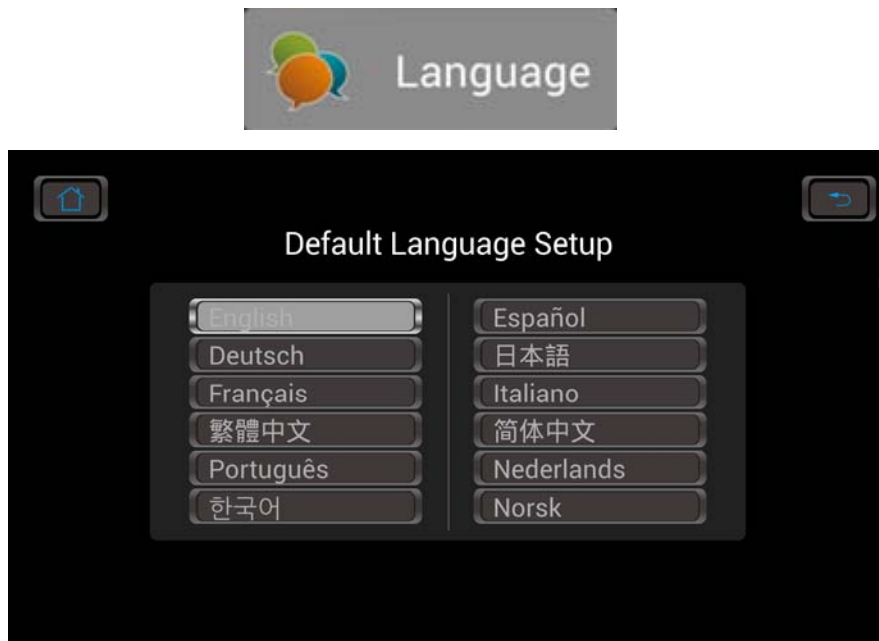 Language
Default Language Setup
English
Español
Deutsch
日本語
Français
Italiano
繁體中文
简体中文
Português
Nederlands
한국어
Norsk